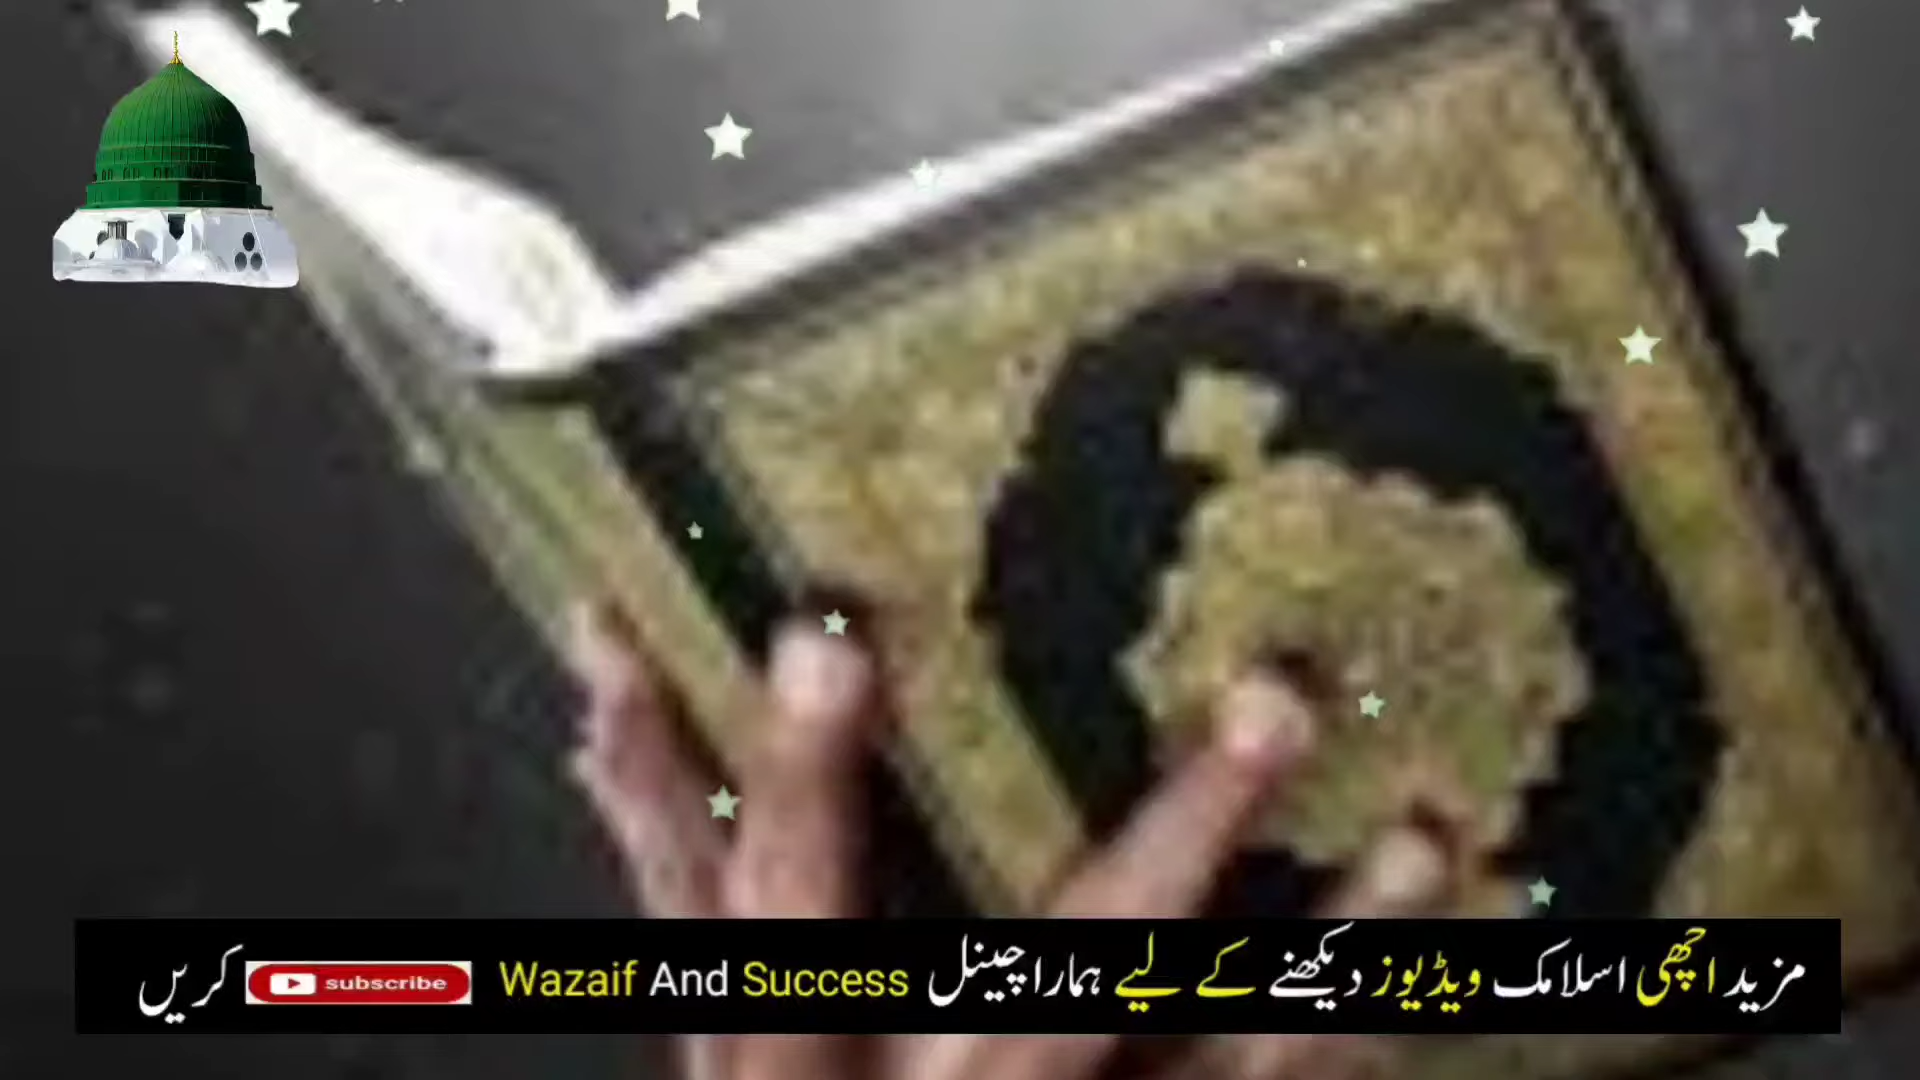 مزید اچھی اسلامک ویڈیوز دیکھنے کے لیے ہمارا چینل Wazaif And Success subscribe کریں